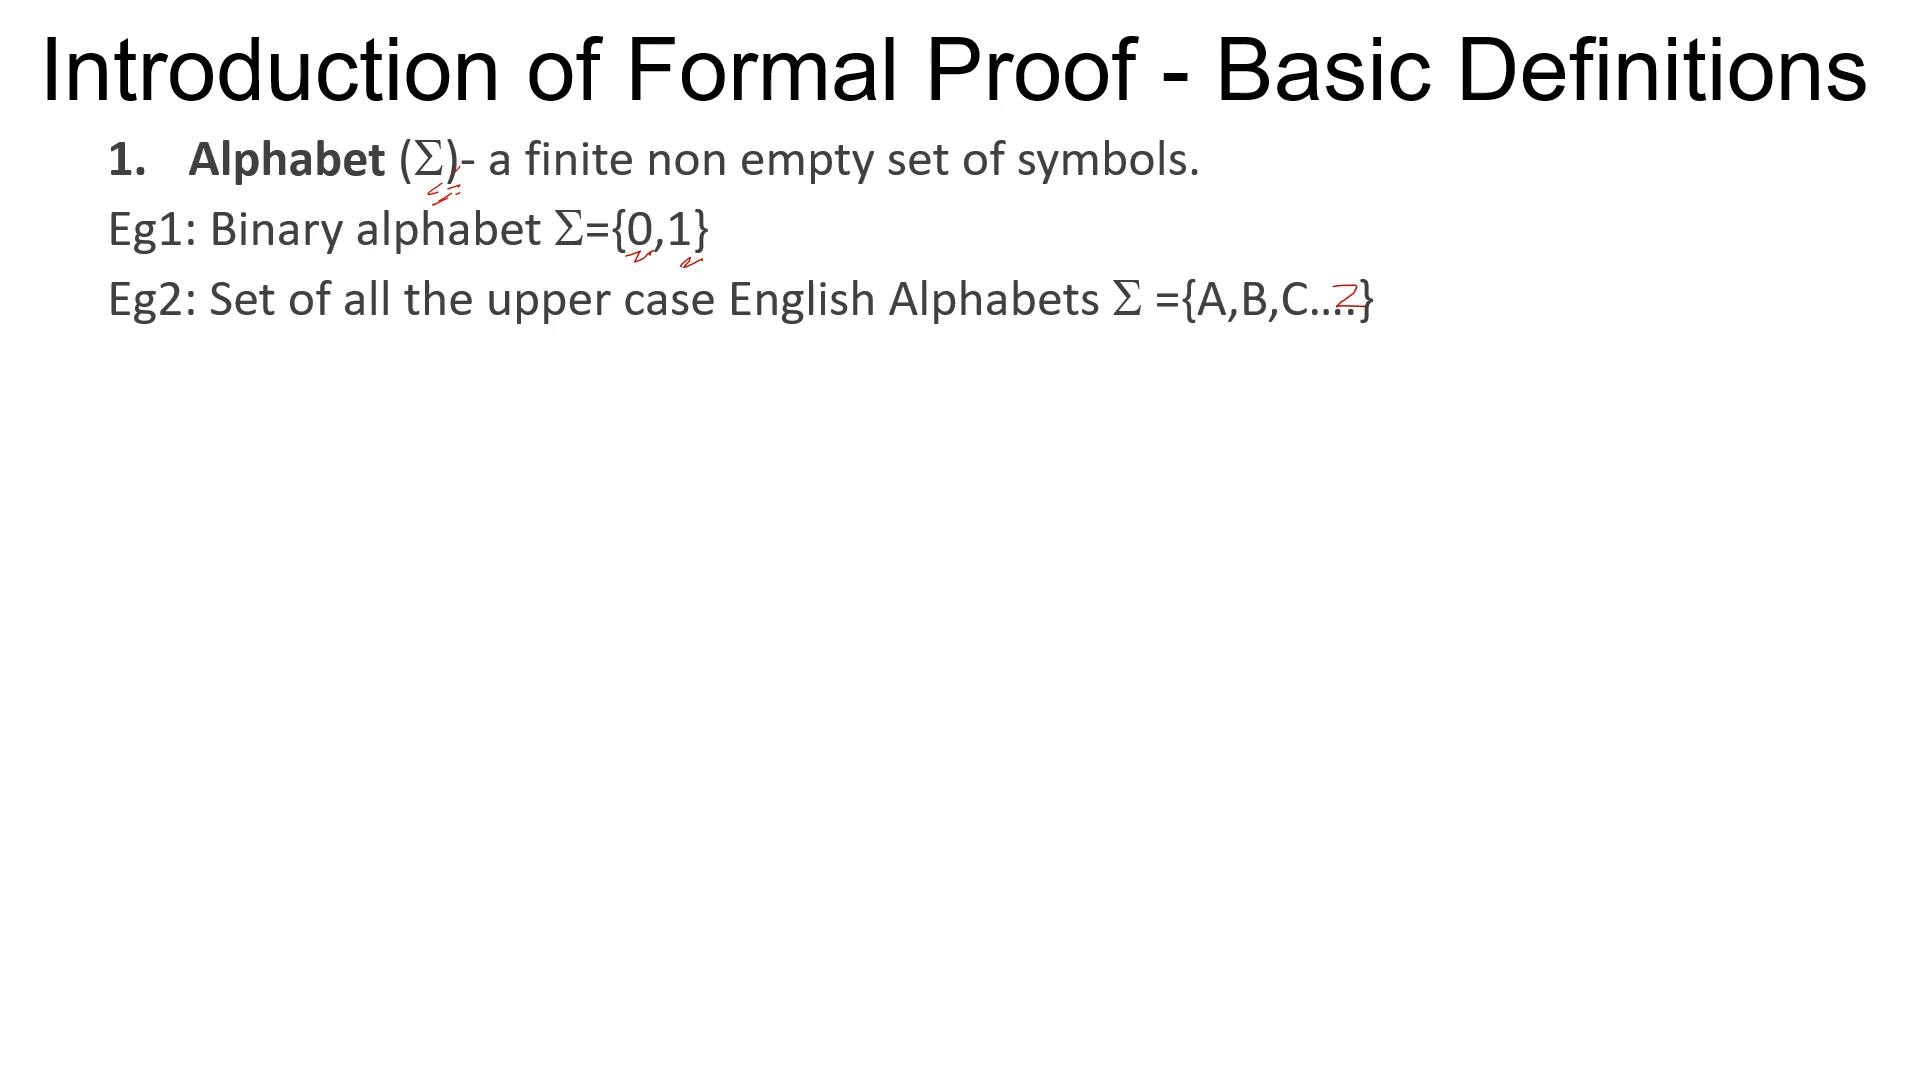 Introduction of Formal Proof - Basic Definitions
1. Alphabet (Σ)- a finite non empty set of symbols.
Eg1: Binary alphabet Σ={0,1}
Eg2: Set of all the upper case English Alphabets Σ ={A,B,C....Z}